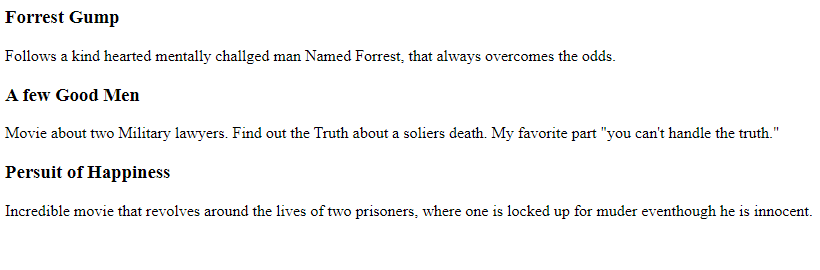 Forrest Gump
Follows a kind hearted mentally challged man Named Forrest, that always overcomes the odds.
A few Good Men
Movie about two Military lawyers. Find out the Truth about a soliers death. My favorite part "you can't handle the truth."
Persuit of Happiness
Incredible movie that revolves around the lives of two prisoners, where one is locked up for muder eventhough he is innocent.